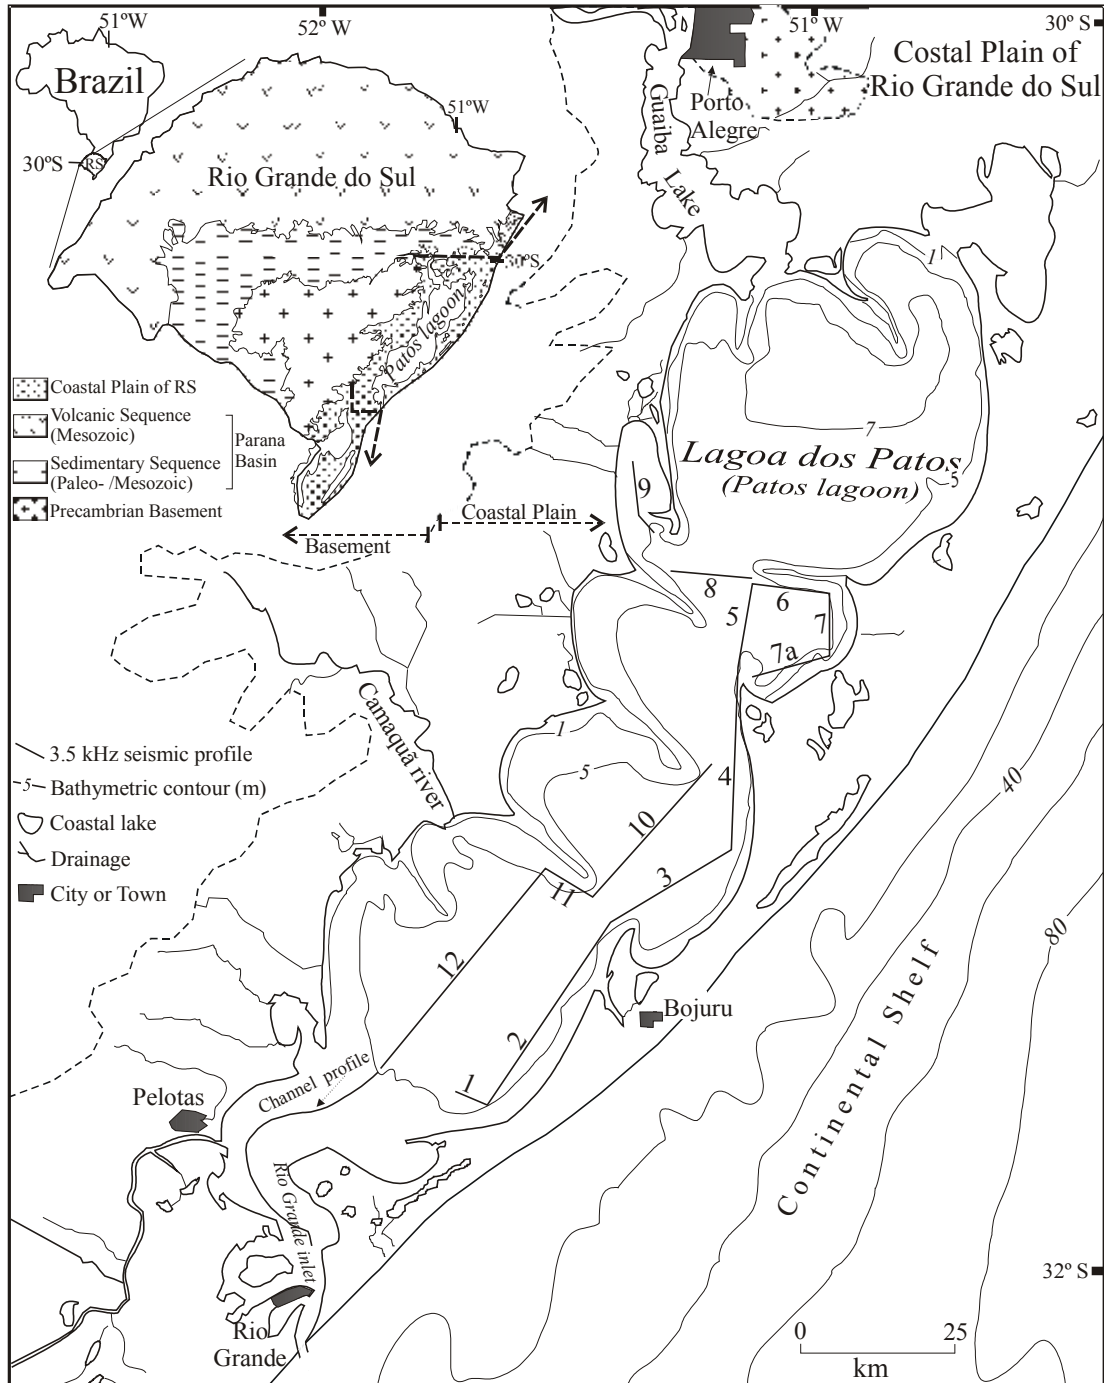 51°W
52° W
51° W
30° S
Brazil
Costal Plain of
Rio Grande do Sul
Porto
Alegre
Guaiba
Lake
51°W
30°S
RS
Rio Grande do Sul
Patos lagoon
1
7
5
Lagoa dos Patos
(Patos lagoon)
Coastal Plain of RS
Volcanic Sequence
(Mesozoic)
Parana
Basin
Sedimentary Sequence
(Paleo- /Mesozoic)
Precambrian Basement
Basement
Coastal Plain
9
8
5
6
7
7a
Camaquã river
1
5
4
10
3
11
12
2
1
40
80
3.5 kHz seismic profile
5 Bathymetric contour (m)
Coastal lake
Drainage
City or Town
Bojuru
Continental Shelf
Channel profile
Pelotas
Rio Grande inlet
Rio
Grande
32° S
0 25
km